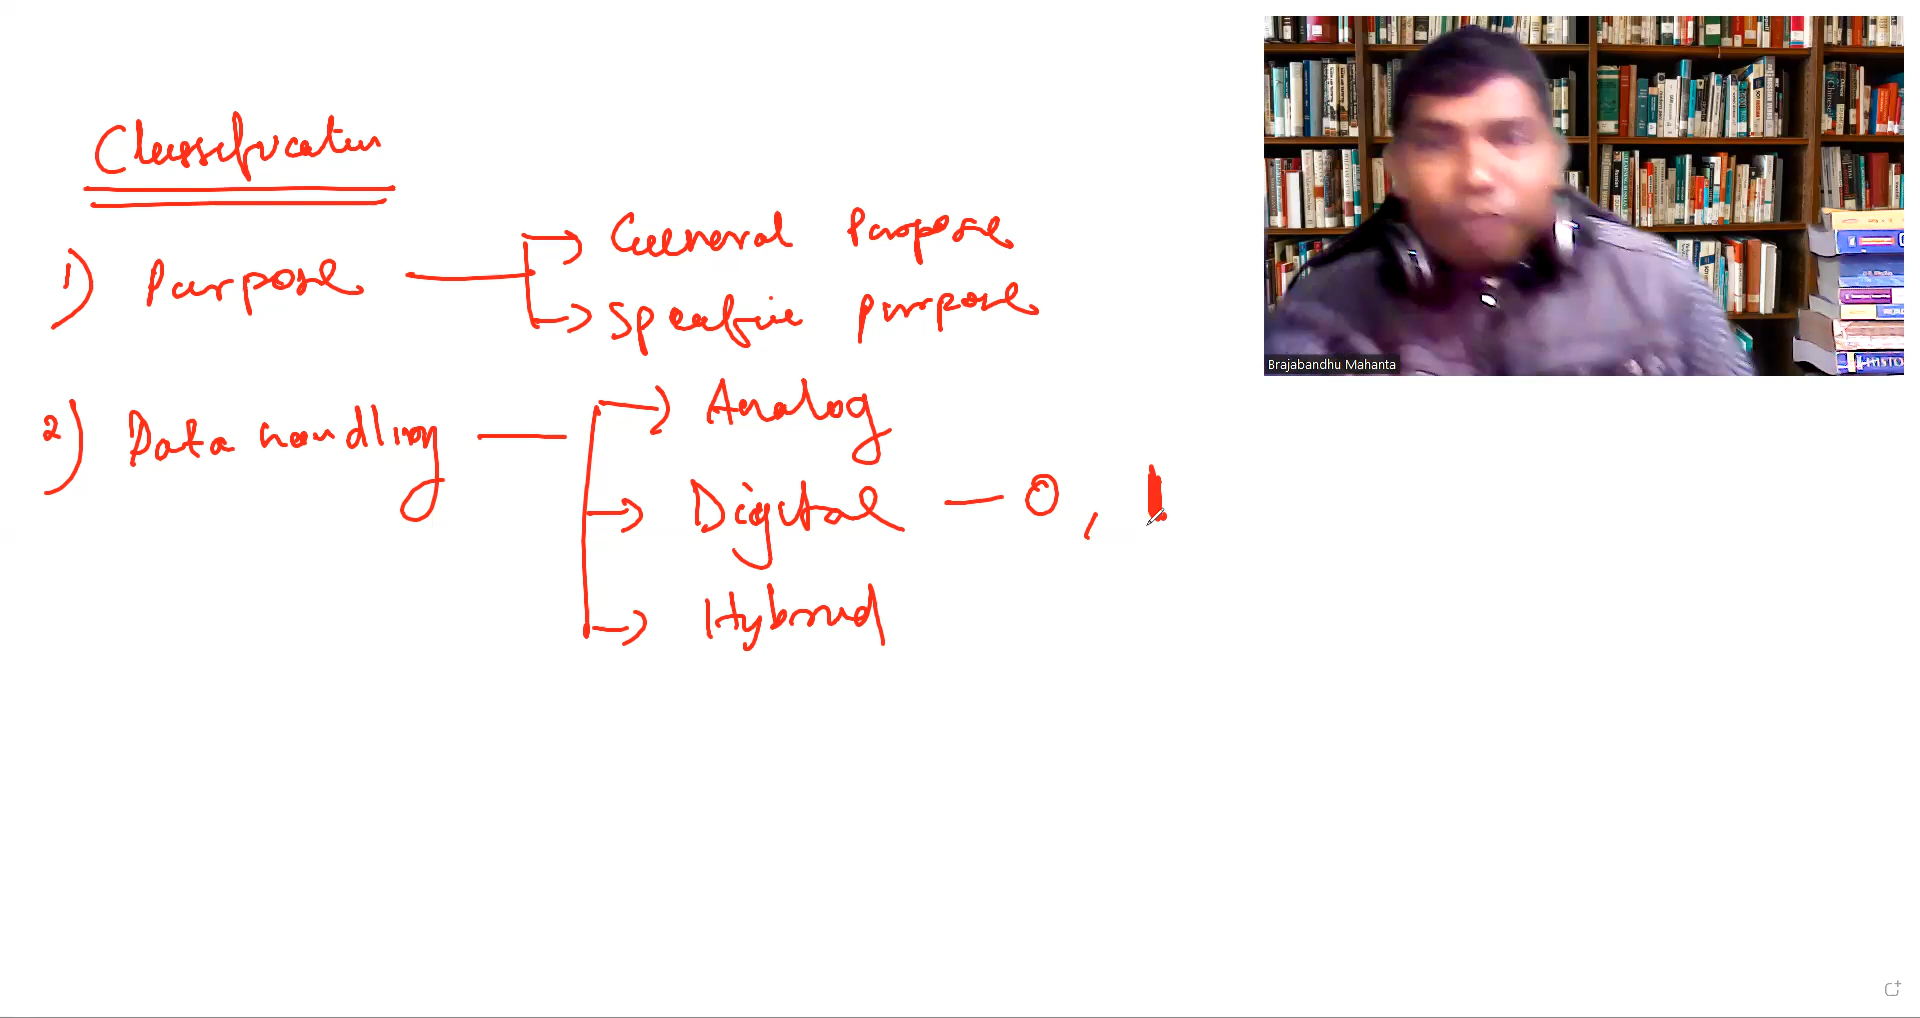 Classification
1) Purpose → General Purpose
→ Specific purpose
2) Data handling → Analog
→ Digital — 0, 1
→ Hybrid
Brajabandhu Mahanta